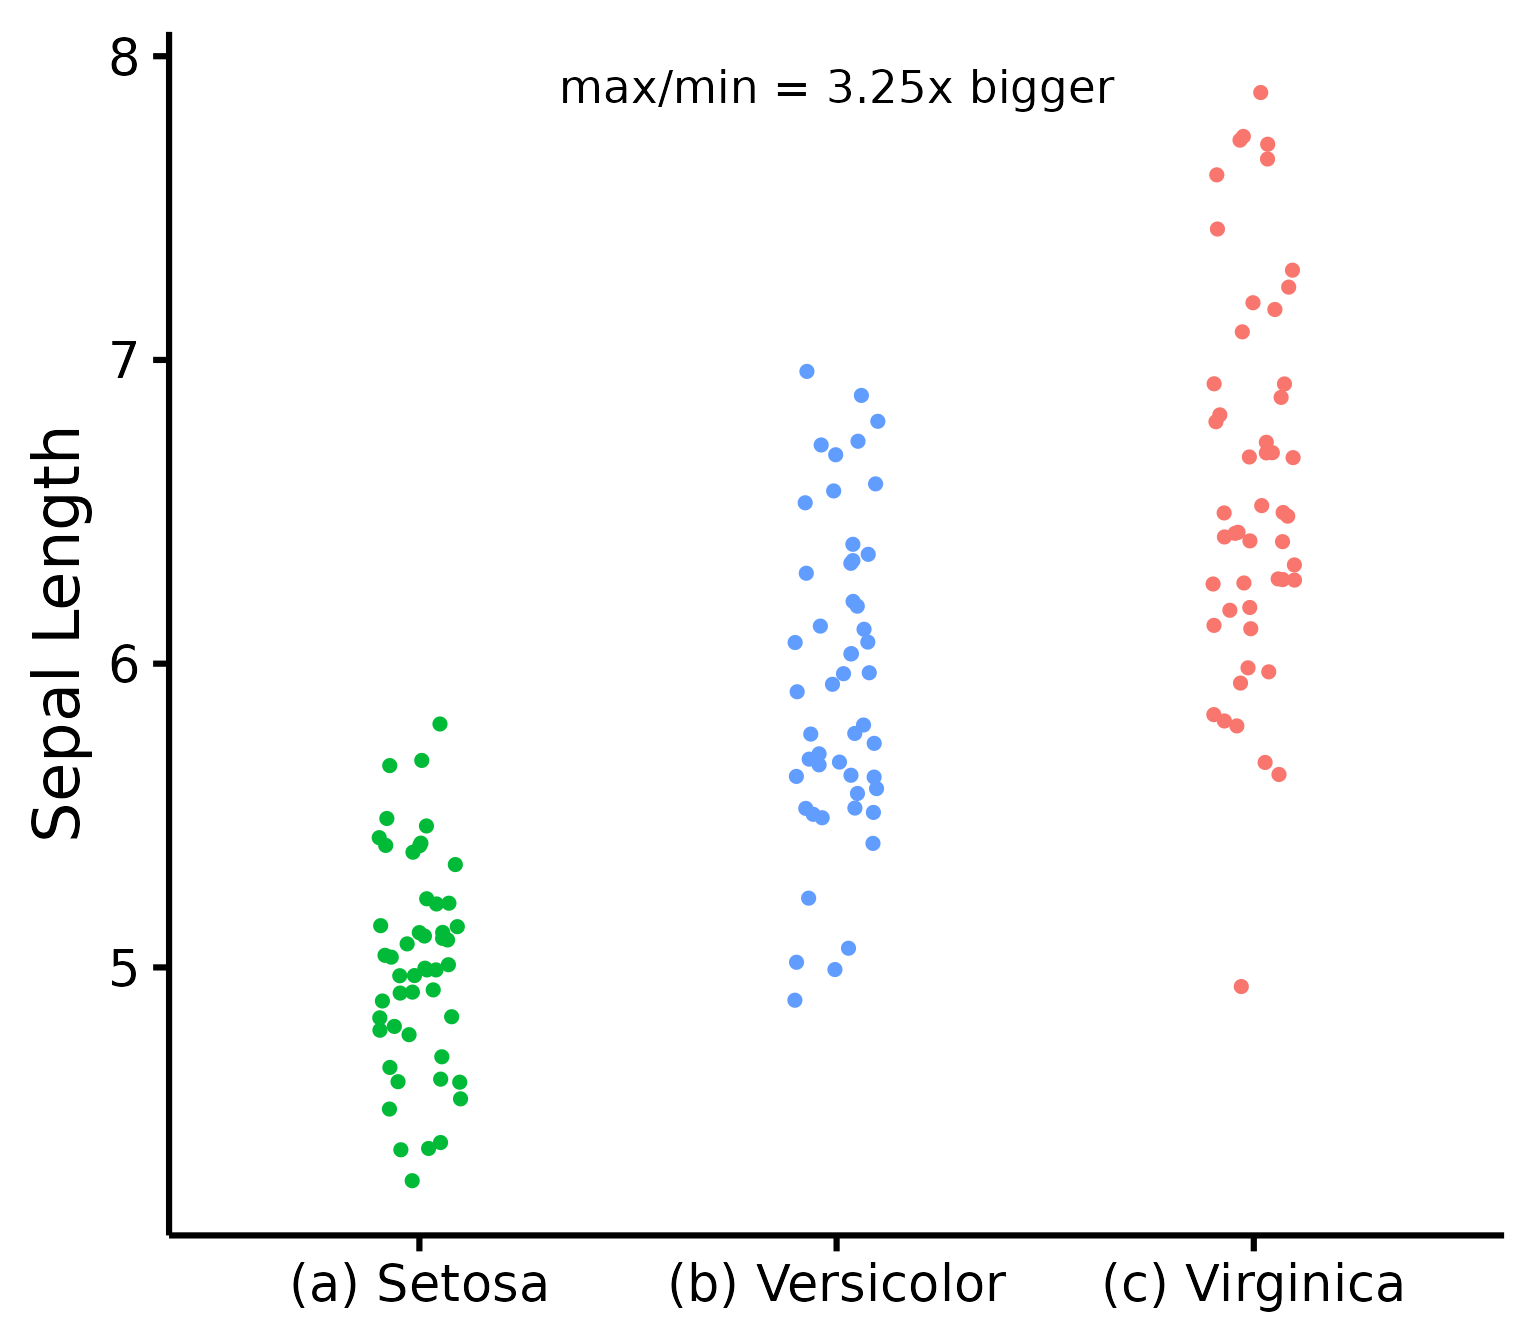 max/min = 3.25x bigger
Sepal Length
8
7
6
5
(a) Setosa
(b) Versicolor
(c) Virginica